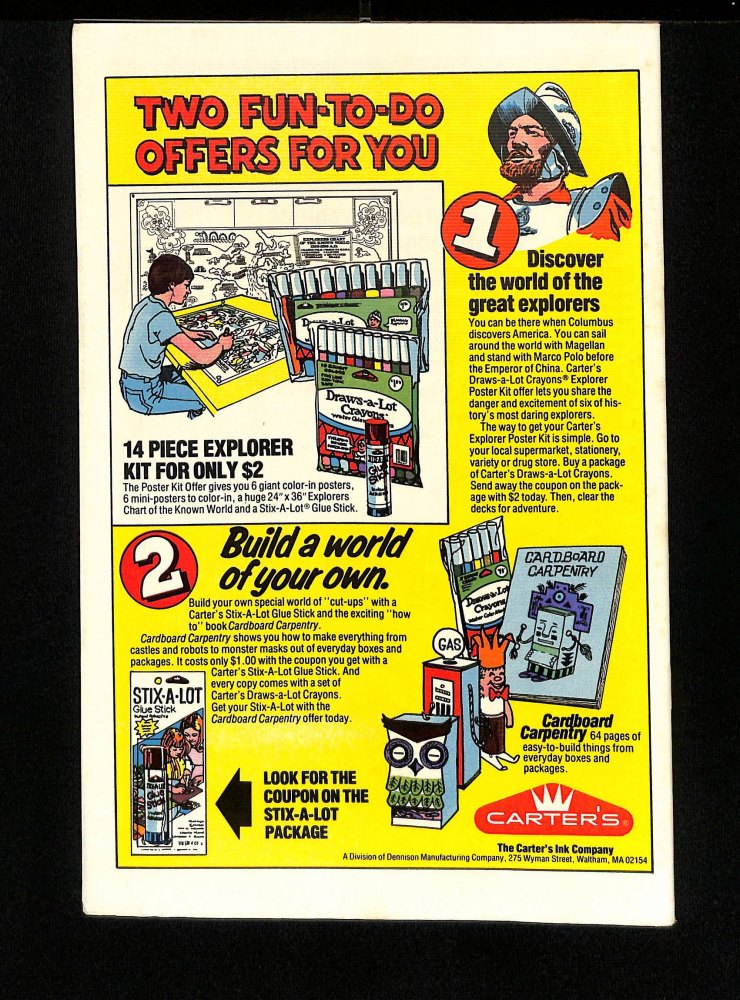 TWO FUN-TO-DO
OFFERS FOR YOU
EXPLORERS CHART
OF THE KNOWN WORLD
Draws-a-Lot
Draws-a-Lot
Crayons
14 PIECE EXPLORER
KIT FOR ONLY $2
The Poster Kit Offer gives you 6 giant color-in posters,
6 mini-posters to color-in, a huge 24" x 36" Explorers
Chart of the Known World and a Stix-A-Lot® Glue Stick.
1
Discover
the world of the
great explorers
You can be there when Columbus
discovers America. You can sail
around the world with Magellan
and stand with Marco Polo before
the Emperor of China. Carter's
Draws-a-Lot Crayons® Explorer
Poster Kit offer lets you share the
danger and excitement of six of his-
tory's most daring explorers.
The way to get your Carter's
Explorer Poster Kit is simple. Go to
your local supermarket, stationery,
variety or drug store. Buy a package
of Carter's Draws-a-Lot Crayons.
Send away the coupon on the pack-
age with $2 today. Then, clear the
decks for adventure.
2
Build a world
of your own.
Build your own special world of "cut-ups" with a
Carter's Stix-A-Lot Glue Stick and the exciting "how
to" book Cardboard Carpentry.
Cardboard Carpentry shows you how to make everything from
castles and robots to monster masks out of everyday boxes and
packages. It costs only $1.00 with the coupon you get with a
Carter's Stix-A-Lot Glue Stick. And
every copy comes with a set of
Carter's Draws-a-Lot Crayons.
Get your Stix-A-Lot with the
Cardboard Carpentry offer today.
STIX-A-LOT
Glue Stick
LOOK FOR THE
COUPON ON THE
STIX-A-LOT
PACKAGE
Draws-a-Lot
Crayons
CARDBOARD
CARPENTRY
GAS
Cardboard
Carpentry 64 pages of
easy-to-build things from
everyday boxes and
packages.
CARTER'S®
The Carter's Ink Company
A Division of Dennison Manufacturing Company, 275 Wyman Street, Waltham, MA 02154